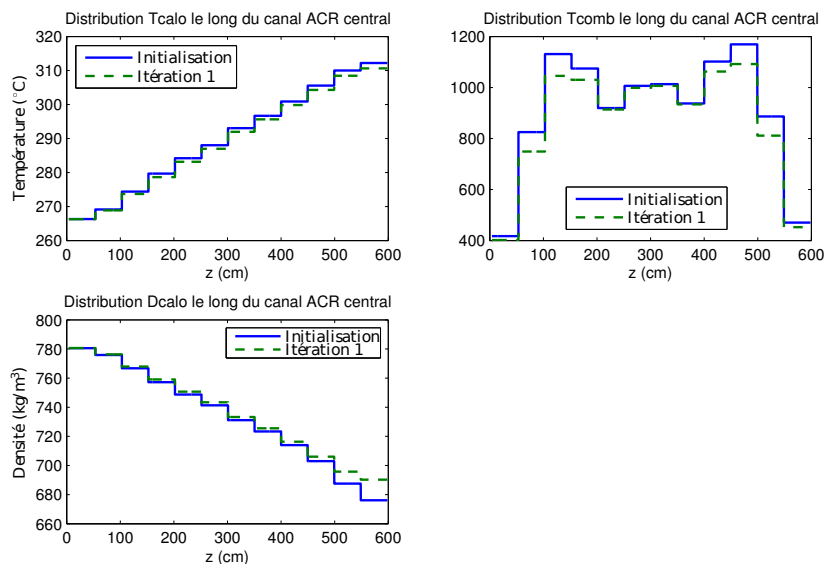 Distribution Tcalo le long du canal ACR central
320
310
300
290
280
270
260
Température (°C)
Initialisation
Itération 1
0 100 200 300 400 500 600
z (cm)
Distribution Tcomb le long du canal ACR central
1200
1000
800
600
400
Initialisation
Itération 1
0 100 200 300 400 500 600
z (cm)
Distribution Dcalo le long du canal ACR central
800
780
760
740
720
700
680
660
Densité (kg/m³)
Initialisation
Itération 1
0 100 200 300 400 500 600
z (cm)